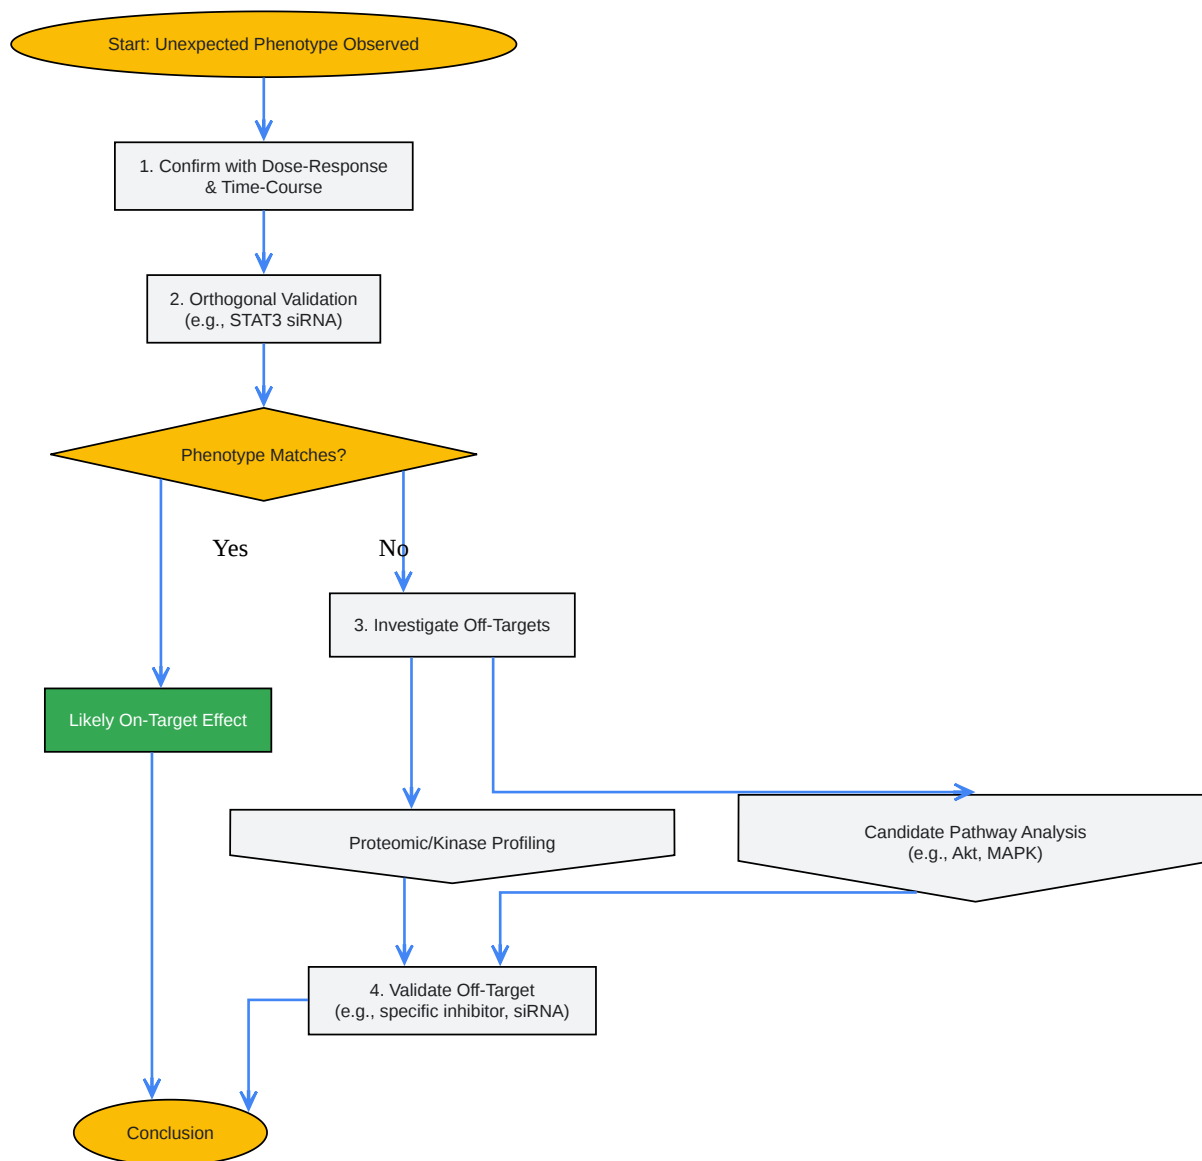 Start: Unexpected Phenotype Observed
1. Confirm with Dose-Response
& Time-Course
2. Orthogonal Validation
(e.g., STAT3 siRNA)
Phenotype Matches?
Yes
No
3. Investigate Off-Targets
Likely On-Target Effect
Proteomic/Kinase Profiling
Candidate Pathway Analysis
(e.g., Akt, MAPK)
4. Validate Off-Target
(e.g., specific inhibitor, siRNA)
Conclusion